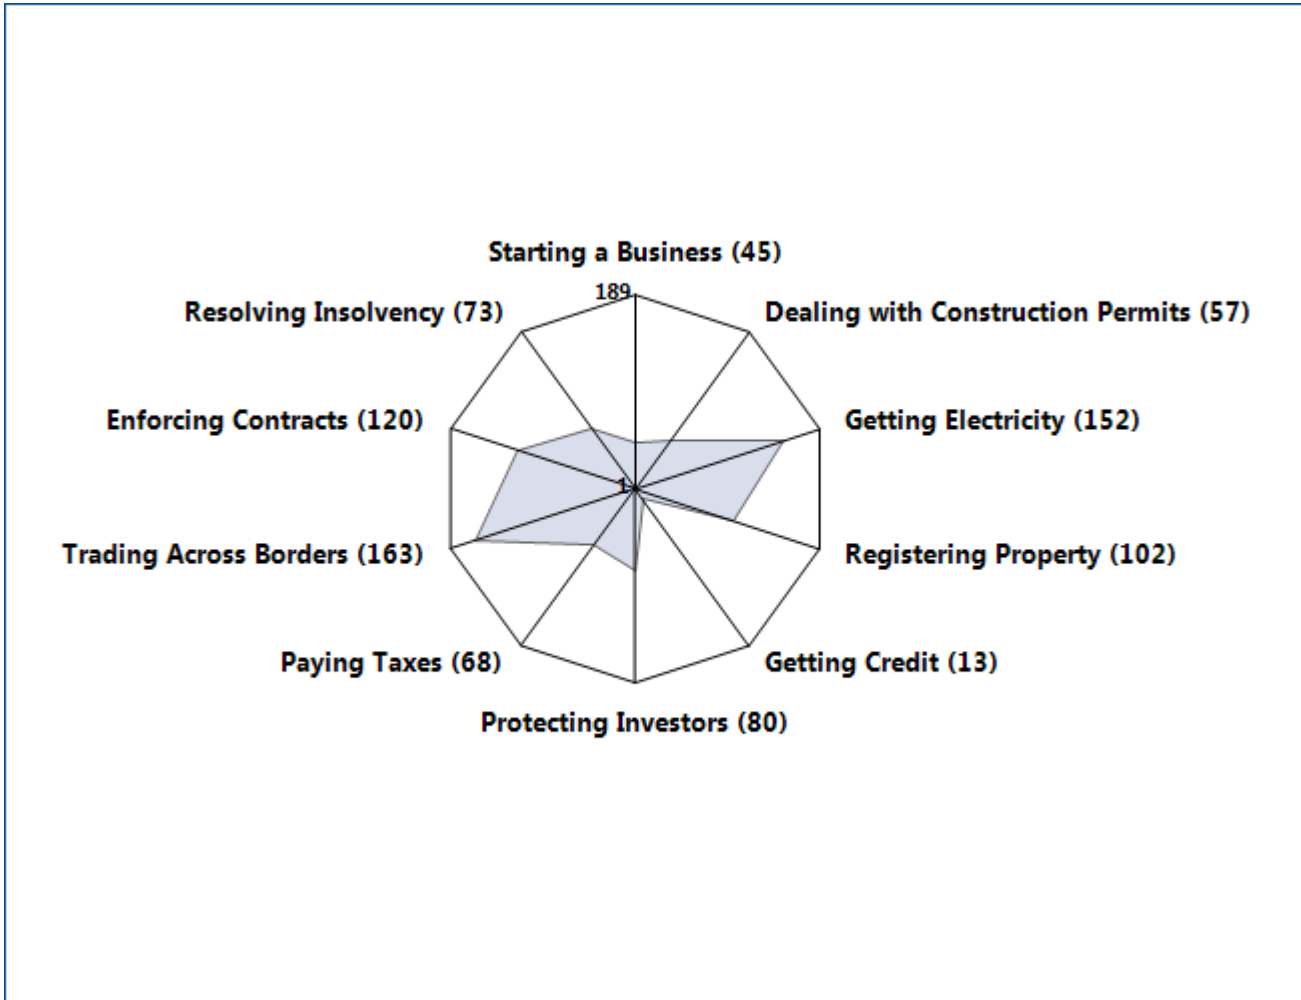 Starting a Business (45)
189
Resolving Insolvency (73)
Dealing with Construction Permits (57)
Enforcing Contracts (120)
Getting Electricity (152)
1
Trading Across Borders (163)
Registering Property (102)
Paying Taxes (68)
Getting Credit (13)
Protecting Investors (80)